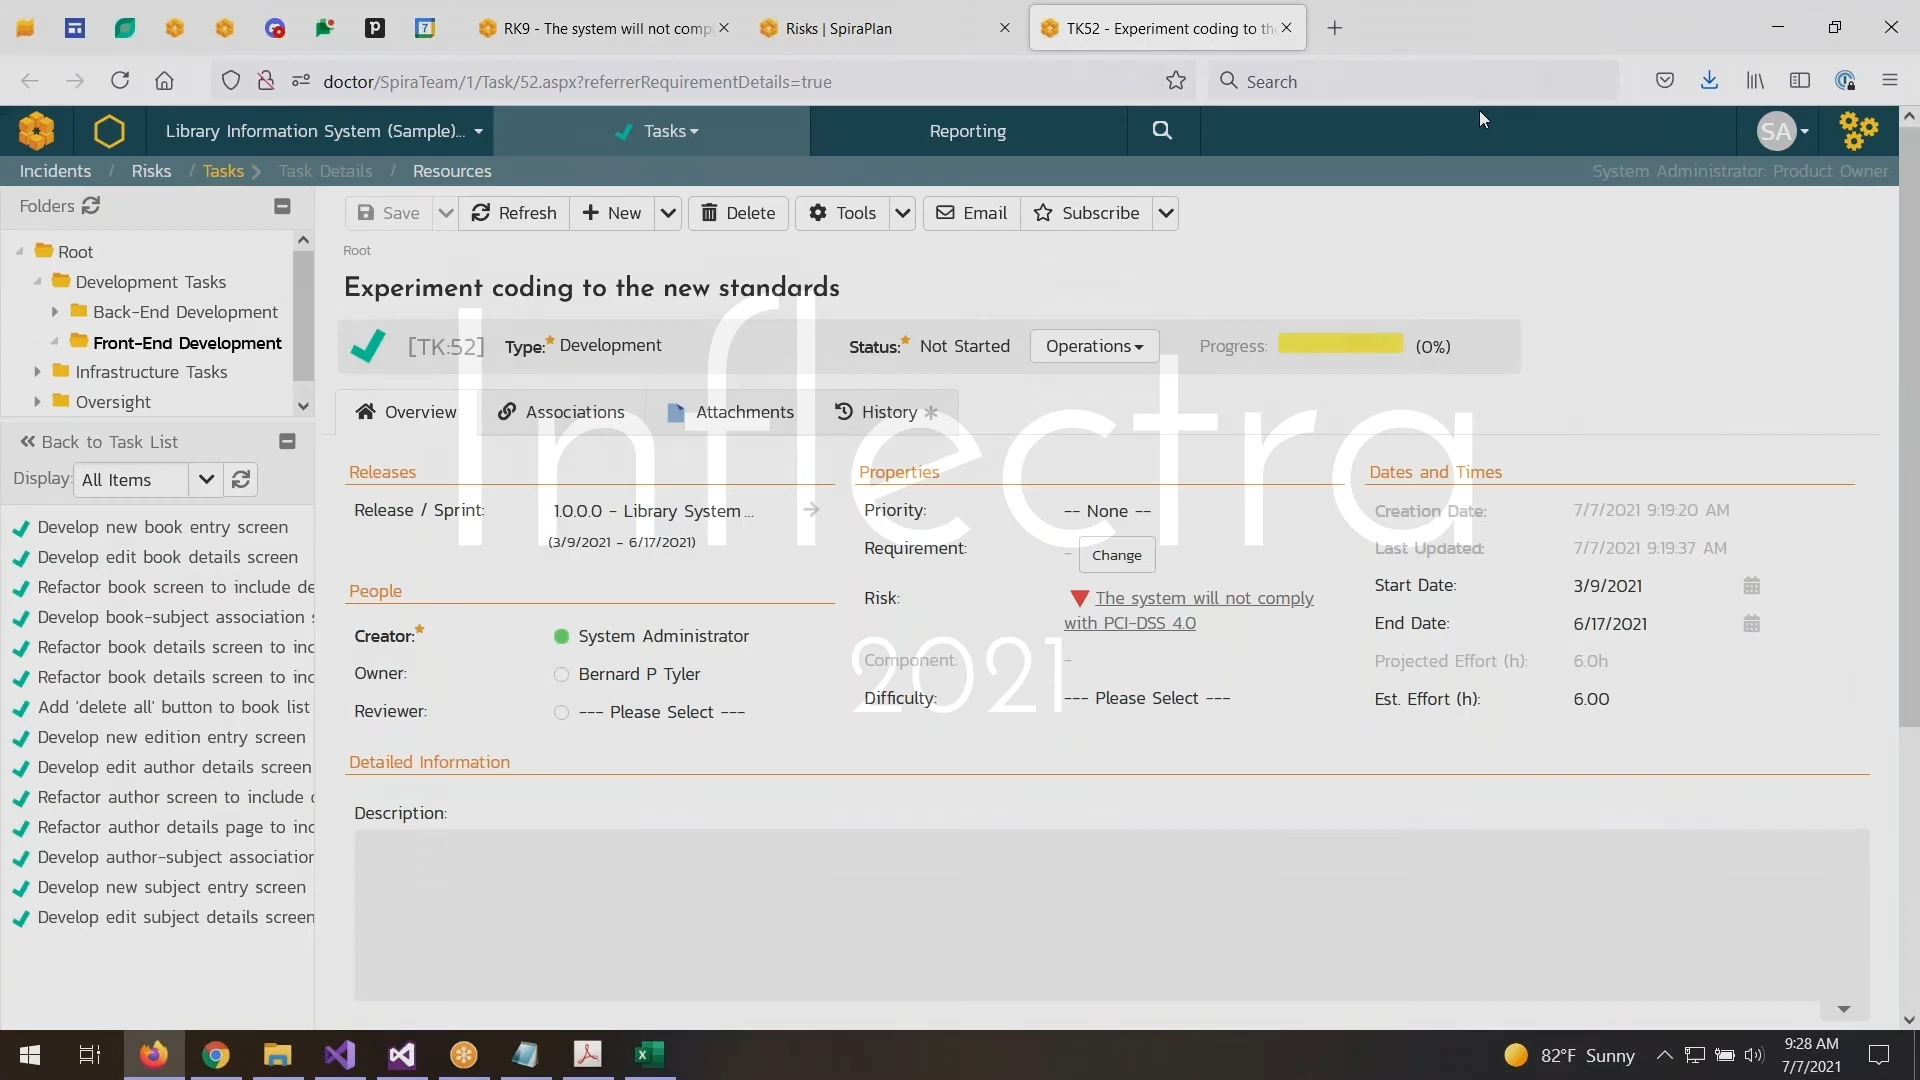 RK9 - The system will not compl
Risks | SpiraPlan
TK52 - Experiment coding to the
doctor/SpiraTeam/1/Task/52.aspx?referrerRequirementDetails=true
Search
Library Information System (Sample)...
Tasks
Reporting
SA
Incidents / Risks / Tasks Task Details / Resources
System Administrator: Product Owner
Folders
Root
Development Tasks
Back-End Development
Front-End Development
Infrastructure Tasks
Oversight
Back to Task List
Display: All Items
Develop new book entry screen
Develop edit book details screen
Refactor book screen to include de
Develop book-subject association s
Refactor book details screen to inc
Refactor book details screen to inc
Add 'delete all' button to book list
Develop new edition entry screen
Develop edit author details screen
Refactor author screen to include d
Refactor author details page to inc
Develop author-subject association
Develop new subject entry screen
Develop edit subject details screen
Save Refresh New Delete Tools Email Subscribe
Root
Experiment coding to the new standards
[TK:52] Type: Development Status: Not Started Operations Progress: (0%)
Overview Associations Attachments History
Inflectra
2021
Releases
Release / Sprint: 1.0.0.0 - Library System ...
(3/9/2021 - 6/17/2021)
People
Creator: System Administrator
Owner: Bernard P Tyler
Reviewer: --- Please Select ---
Properties
Priority: -- None --
Requirement: - Change
Risk: The system will not comply
with PCI-DSS 4.0
Component: -
Difficulty: --- Please Select ---
Dates and Times
Creation Date: 7/7/2021 9:19:20 AM
Last Updated: 7/7/2021 9:19:37 AM
Start Date: 3/9/2021
End Date: 6/17/2021
Projected Effort (h): 6.0h
Est. Effort (h): 6.00
Detailed Information
Description:
82°F Sunny
9:28 AM
7/7/2021